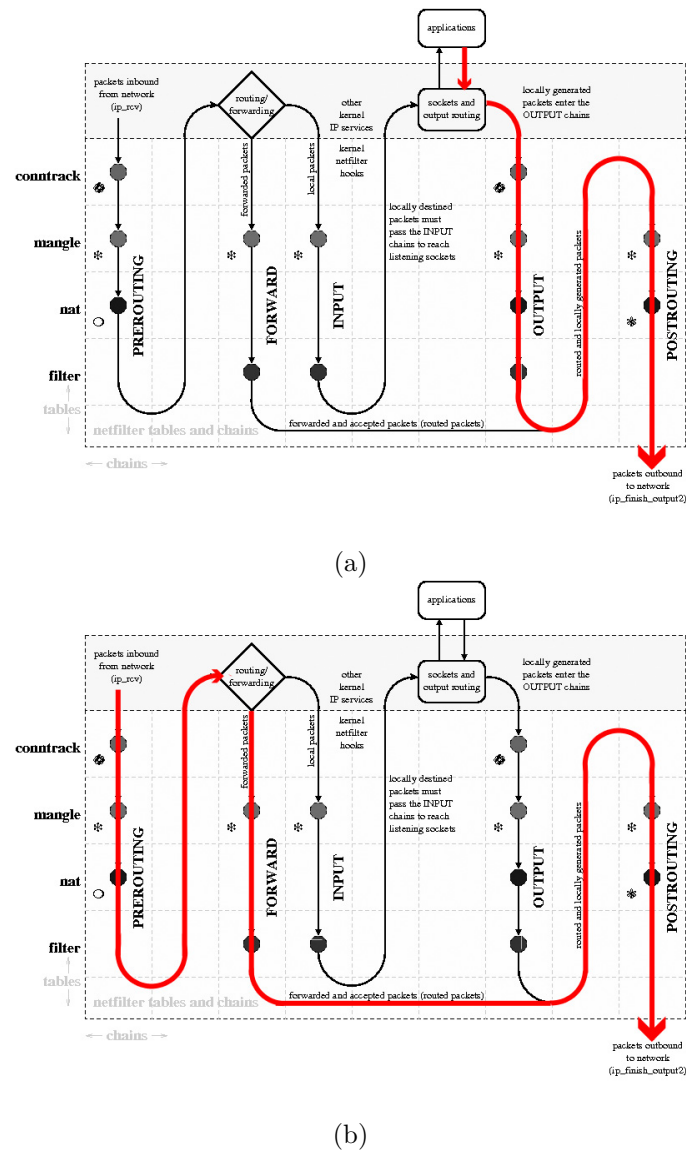 applications
packets inbound
from network
(ip_rcv)
routing/
forwarding
other
kernel
IP services
sockets and
output routing
locally generated
packets enter the
OUTPUT chains
kernel
netfilter
hooks
forwarded packets
local packets
conntrack
mangle
nat
filter
locally destined
packets must
pass the INPUT
chains to reach
listening sockets
PREROUTING
FORWARD
INPUT
OUTPUT
routed and locally generated packets
POSTROUTING
tables
netfilter tables and chains
forwarded and accepted packets (routed packets)
chains
packets outbound
to network
(ip_finish_output2)
(a)
applications
packets inbound
from network
(ip_rcv)
routing/
forwarding
other
kernel
IP services
sockets and
output routing
locally generated
packets enter the
OUTPUT chains
kernel
netfilter
hooks
forwarded packets
local packets
conntrack
mangle
nat
filter
locally destined
packets must
pass the INPUT
chains to reach
listening sockets
PREROUTING
FORWARD
INPUT
OUTPUT
routed and locally generated packets
POSTROUTING
tables
netfilter tables and chains
forwarded and accepted packets (routed packets)
chains
packets outbound
to network
(ip_finish_output2)
(b)